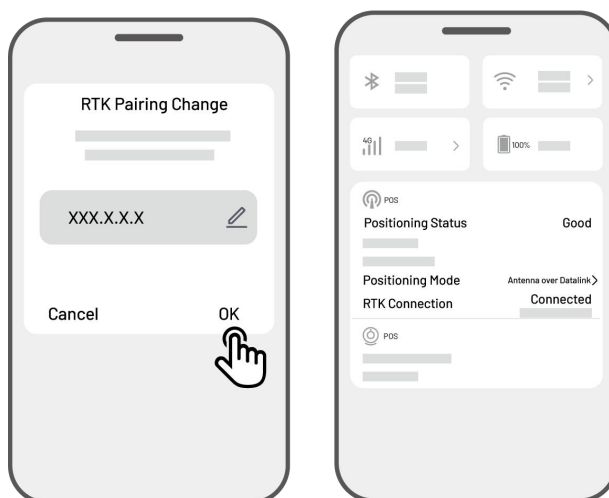 RTK Pairing Change
XXX.X.X.X
Cancel OK
4G
100%
POS
Positioning Status Good
Positioning Mode Antenna over Datalink
RTK Connection Connected
POS